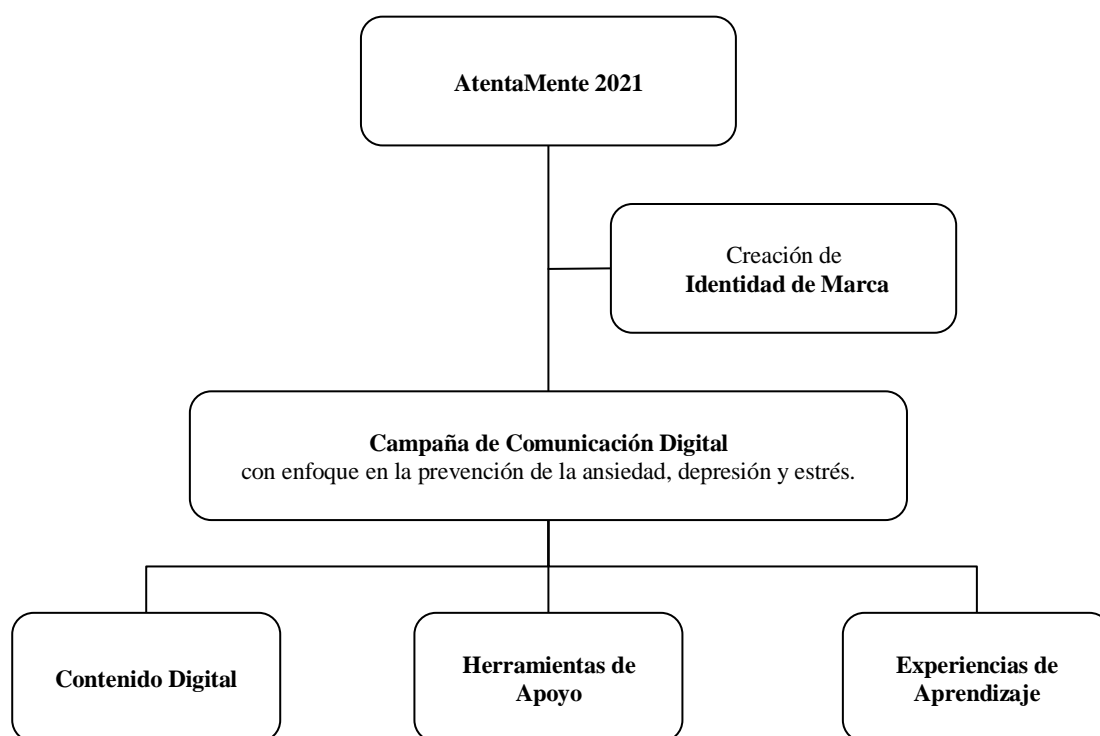 AtentaMente 2021
Creación de
Identidad de Marca
Campaña de Comunicación Digital
con enfoque en la prevención de la ansiedad, depresión y estrés.
Contenido Digital
Herramientas de
Apoyo
Experiencias de
Aprendizaje